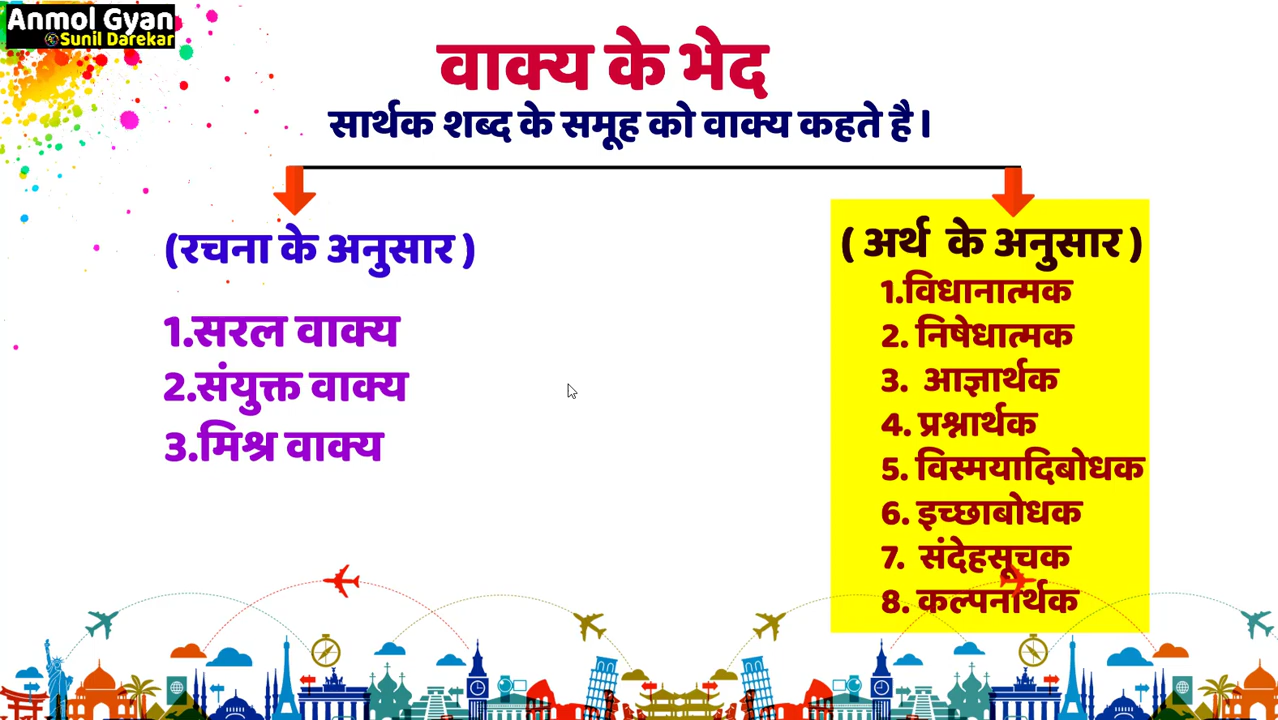 Anmol Gyan
©Sunil Darekar
वाक्य के भेद
सार्थक शब्द के समूह को वाक्य कहते है।
(रचना के अनुसार )
1.सरल वाक्य
2.संयुक्त वाक्य
3.मिश्र वाक्य
( अर्थ के अनुसार )
1.विधानात्मक
2. निषेधात्मक
3. आज्ञार्थक
4. प्रश्नार्थक
5. विस्मयादिबोधक
6. इच्छाबोधक
7. संदेहसूचक
8. कल्पनार्थक